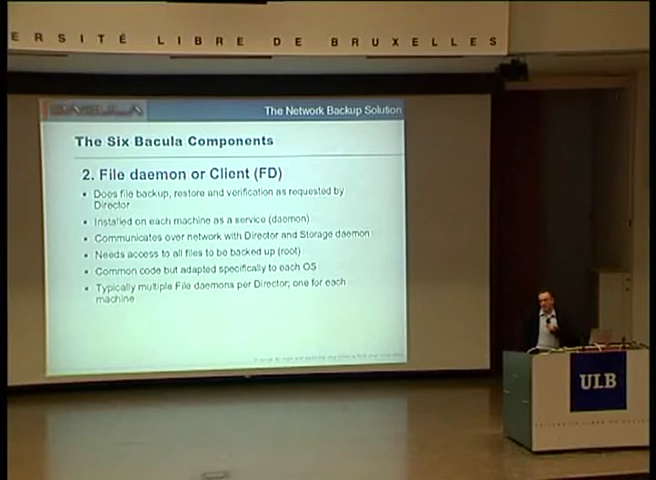 ERSITÉ LIBRE DE BRUXELLES
BACULA
The Network Backup Solution
The Six Bacula Components
2. File daemon or Client (FD)
• Does file backup, restore and verification as requested by
Director
• Installed on each machine as a service (daemon)
• Communicates over network with Director and Storage daemon
• Needs access to all files to be backed up (root)
• Common code but adapted specifically to each OS
• Typically multiple File daemons per Director; one for each
machine
ULB